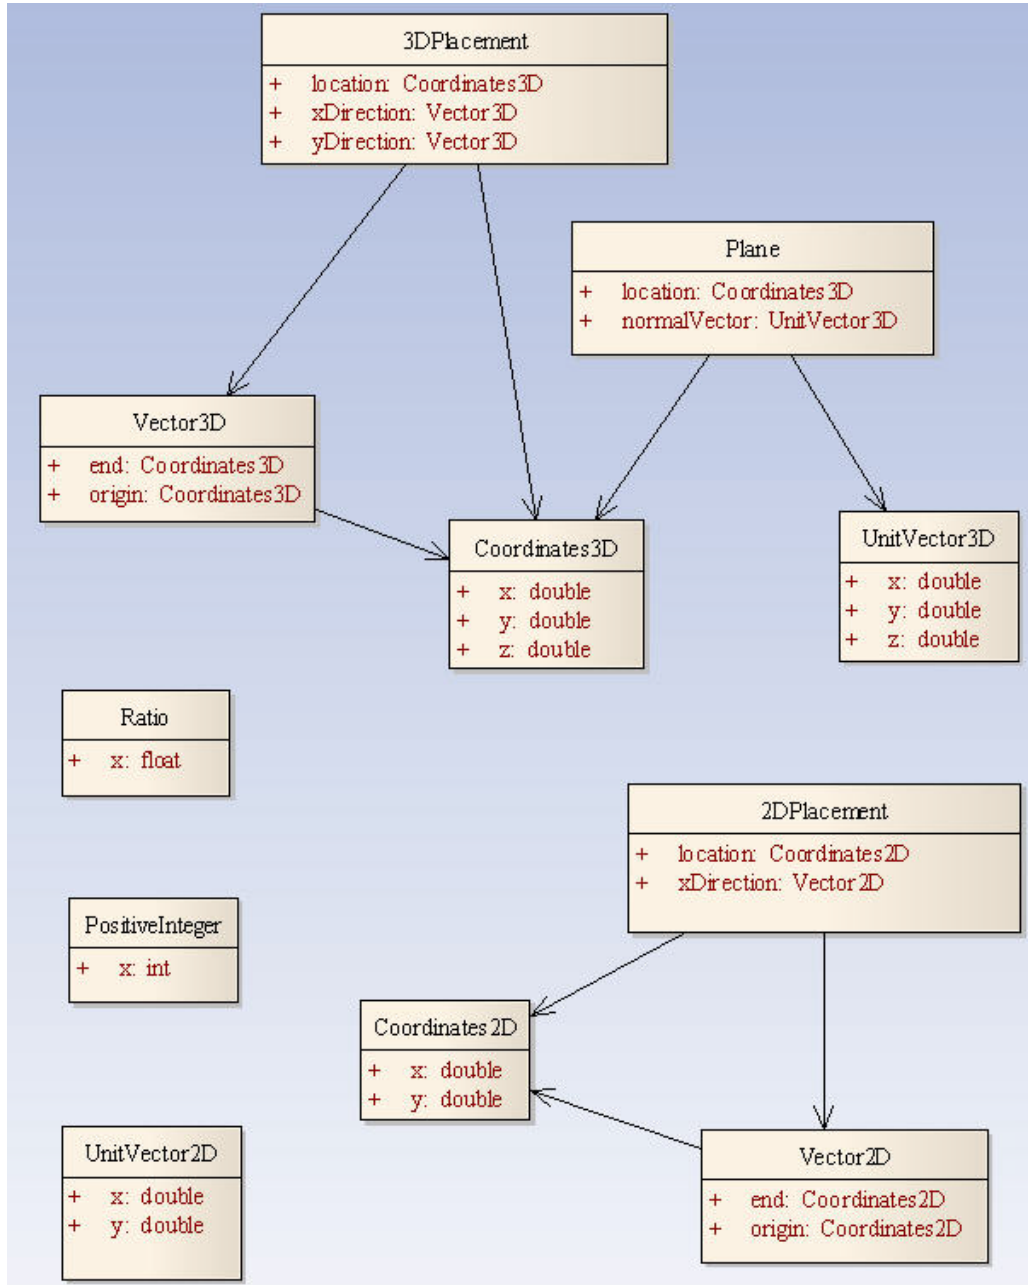 3DPlacement
+ location: Coordinates3D
+ xDirection: Vector3D
+ yDirection: Vector3D
Plane
+ location: Coordinates3D
+ normalVector: UnitVector3D
Vector3D
+ end: Coordinates3D
+ origin: Coordinates3D
Coordinates3D
+ x: double
+ y: double
+ z: double
UnitVector3D
+ x: double
+ y: double
+ z: double
Ratio
+ x: float
2DPlacement
+ location: Coordinates2D
+ xDirection: Vector2D
PositiveInteger
+ x: int
Coordinates2D
+ x: double
+ y: double
UnitVector2D
+ x: double
+ y: double
Vector2D
+ end: Coordinates2D
+ origin: Coordinates2D